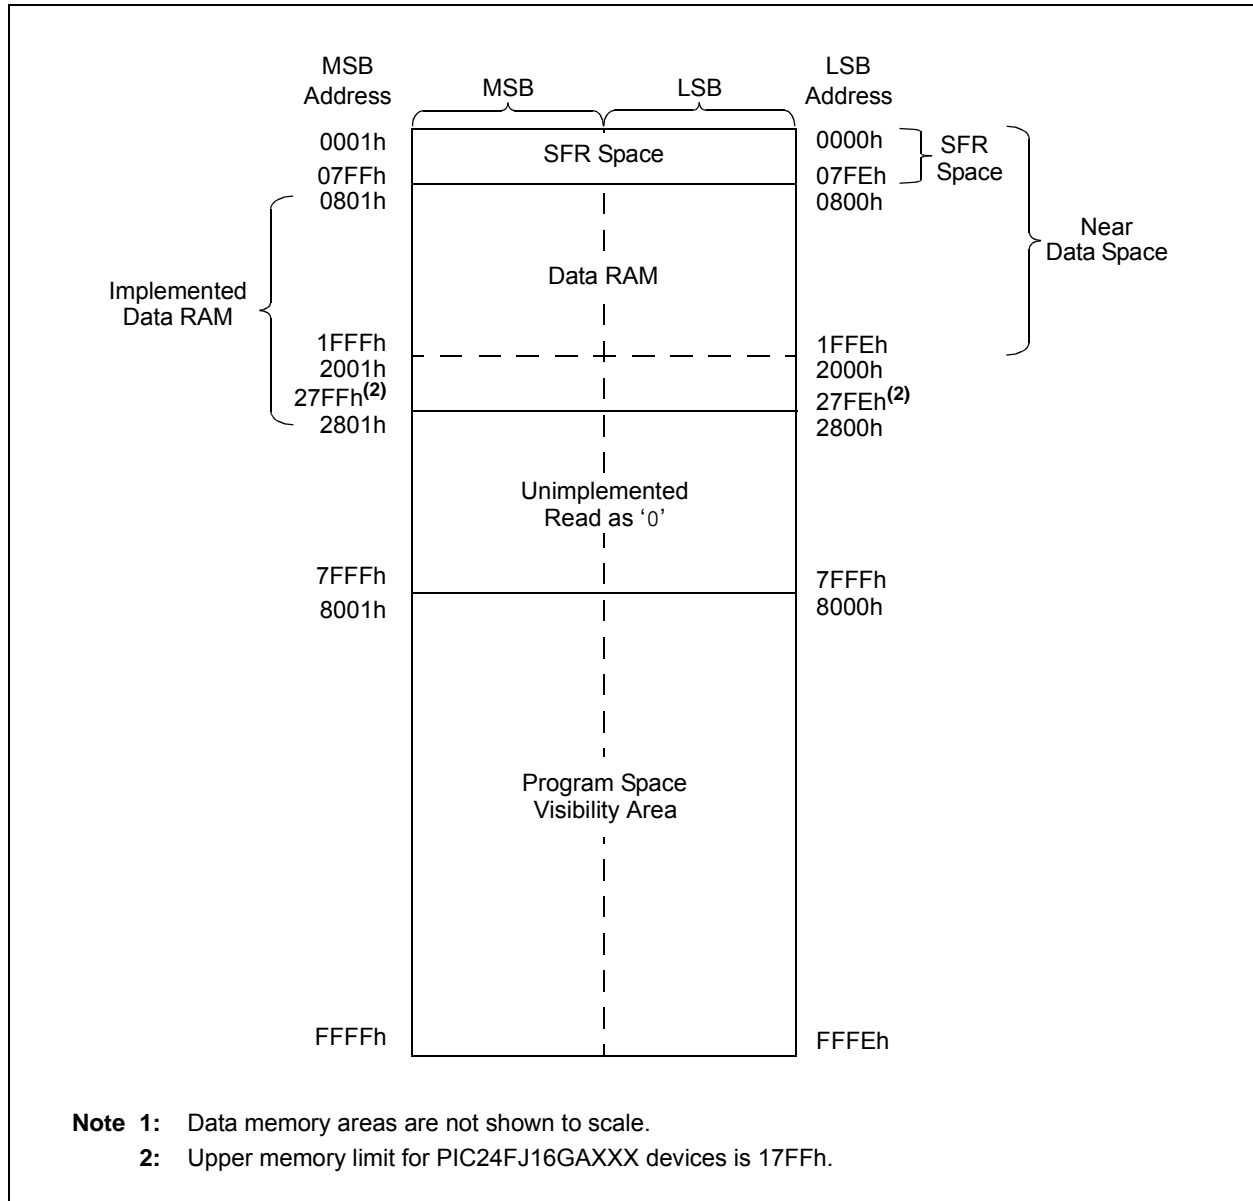 MSB
Address
MSB
LSB
LSB
Address
0001h
SFR Space
0000h
SFR
Space
07FFh
07FEh
0801h
0800h
Near
Data Space
Implemented
Data RAM
Data RAM
1FFFh
1FFEh
2001h
2000h
27FFh(2)
27FEh(2)
2801h
2800h
Unimplemented
Read as ‘0’
7FFFh
7FFFh
8001h
8000h
Program Space
Visibility Area
FFFFh
FFFEh
Note 1: Data memory areas are not shown to scale.
2: Upper memory limit for PIC24FJ16GAXXX devices is 17FFh.